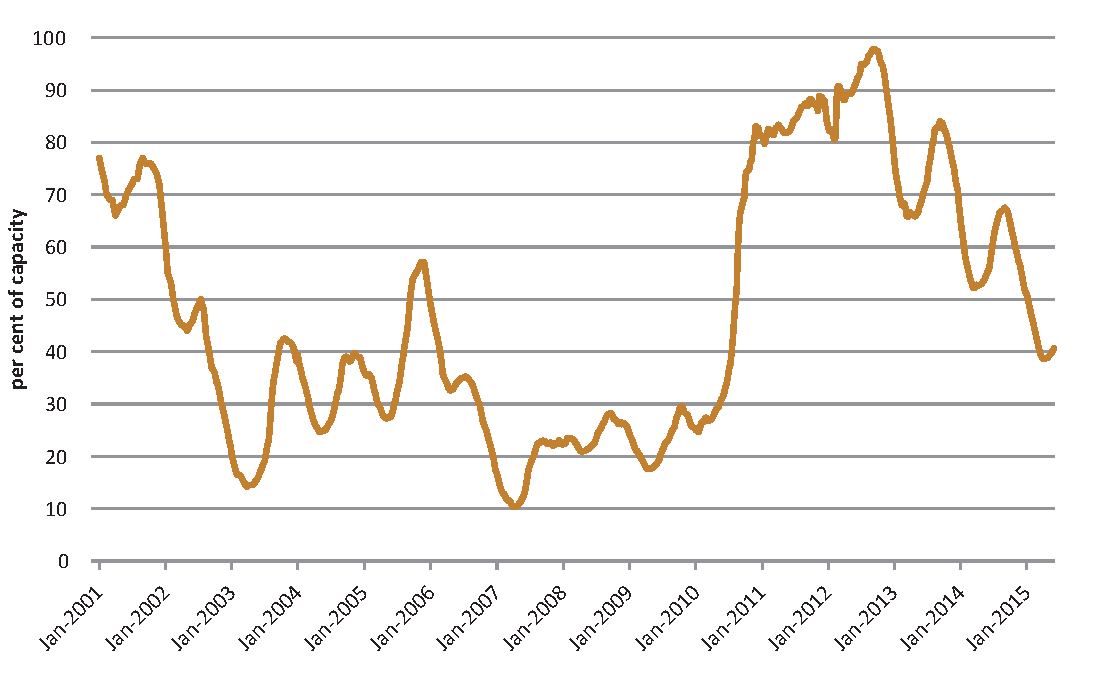 per cent of capacity
100
90
80
70
60
50
40
30
20
10
0
Jan-2001
Jan-2002
Jan-2003
Jan-2004
Jan-2005
Jan-2006
Jan-2007
Jan-2008
Jan-2009
Jan-2010
Jan-2011
Jan-2012
Jan-2013
Jan-2014
Jan-2015